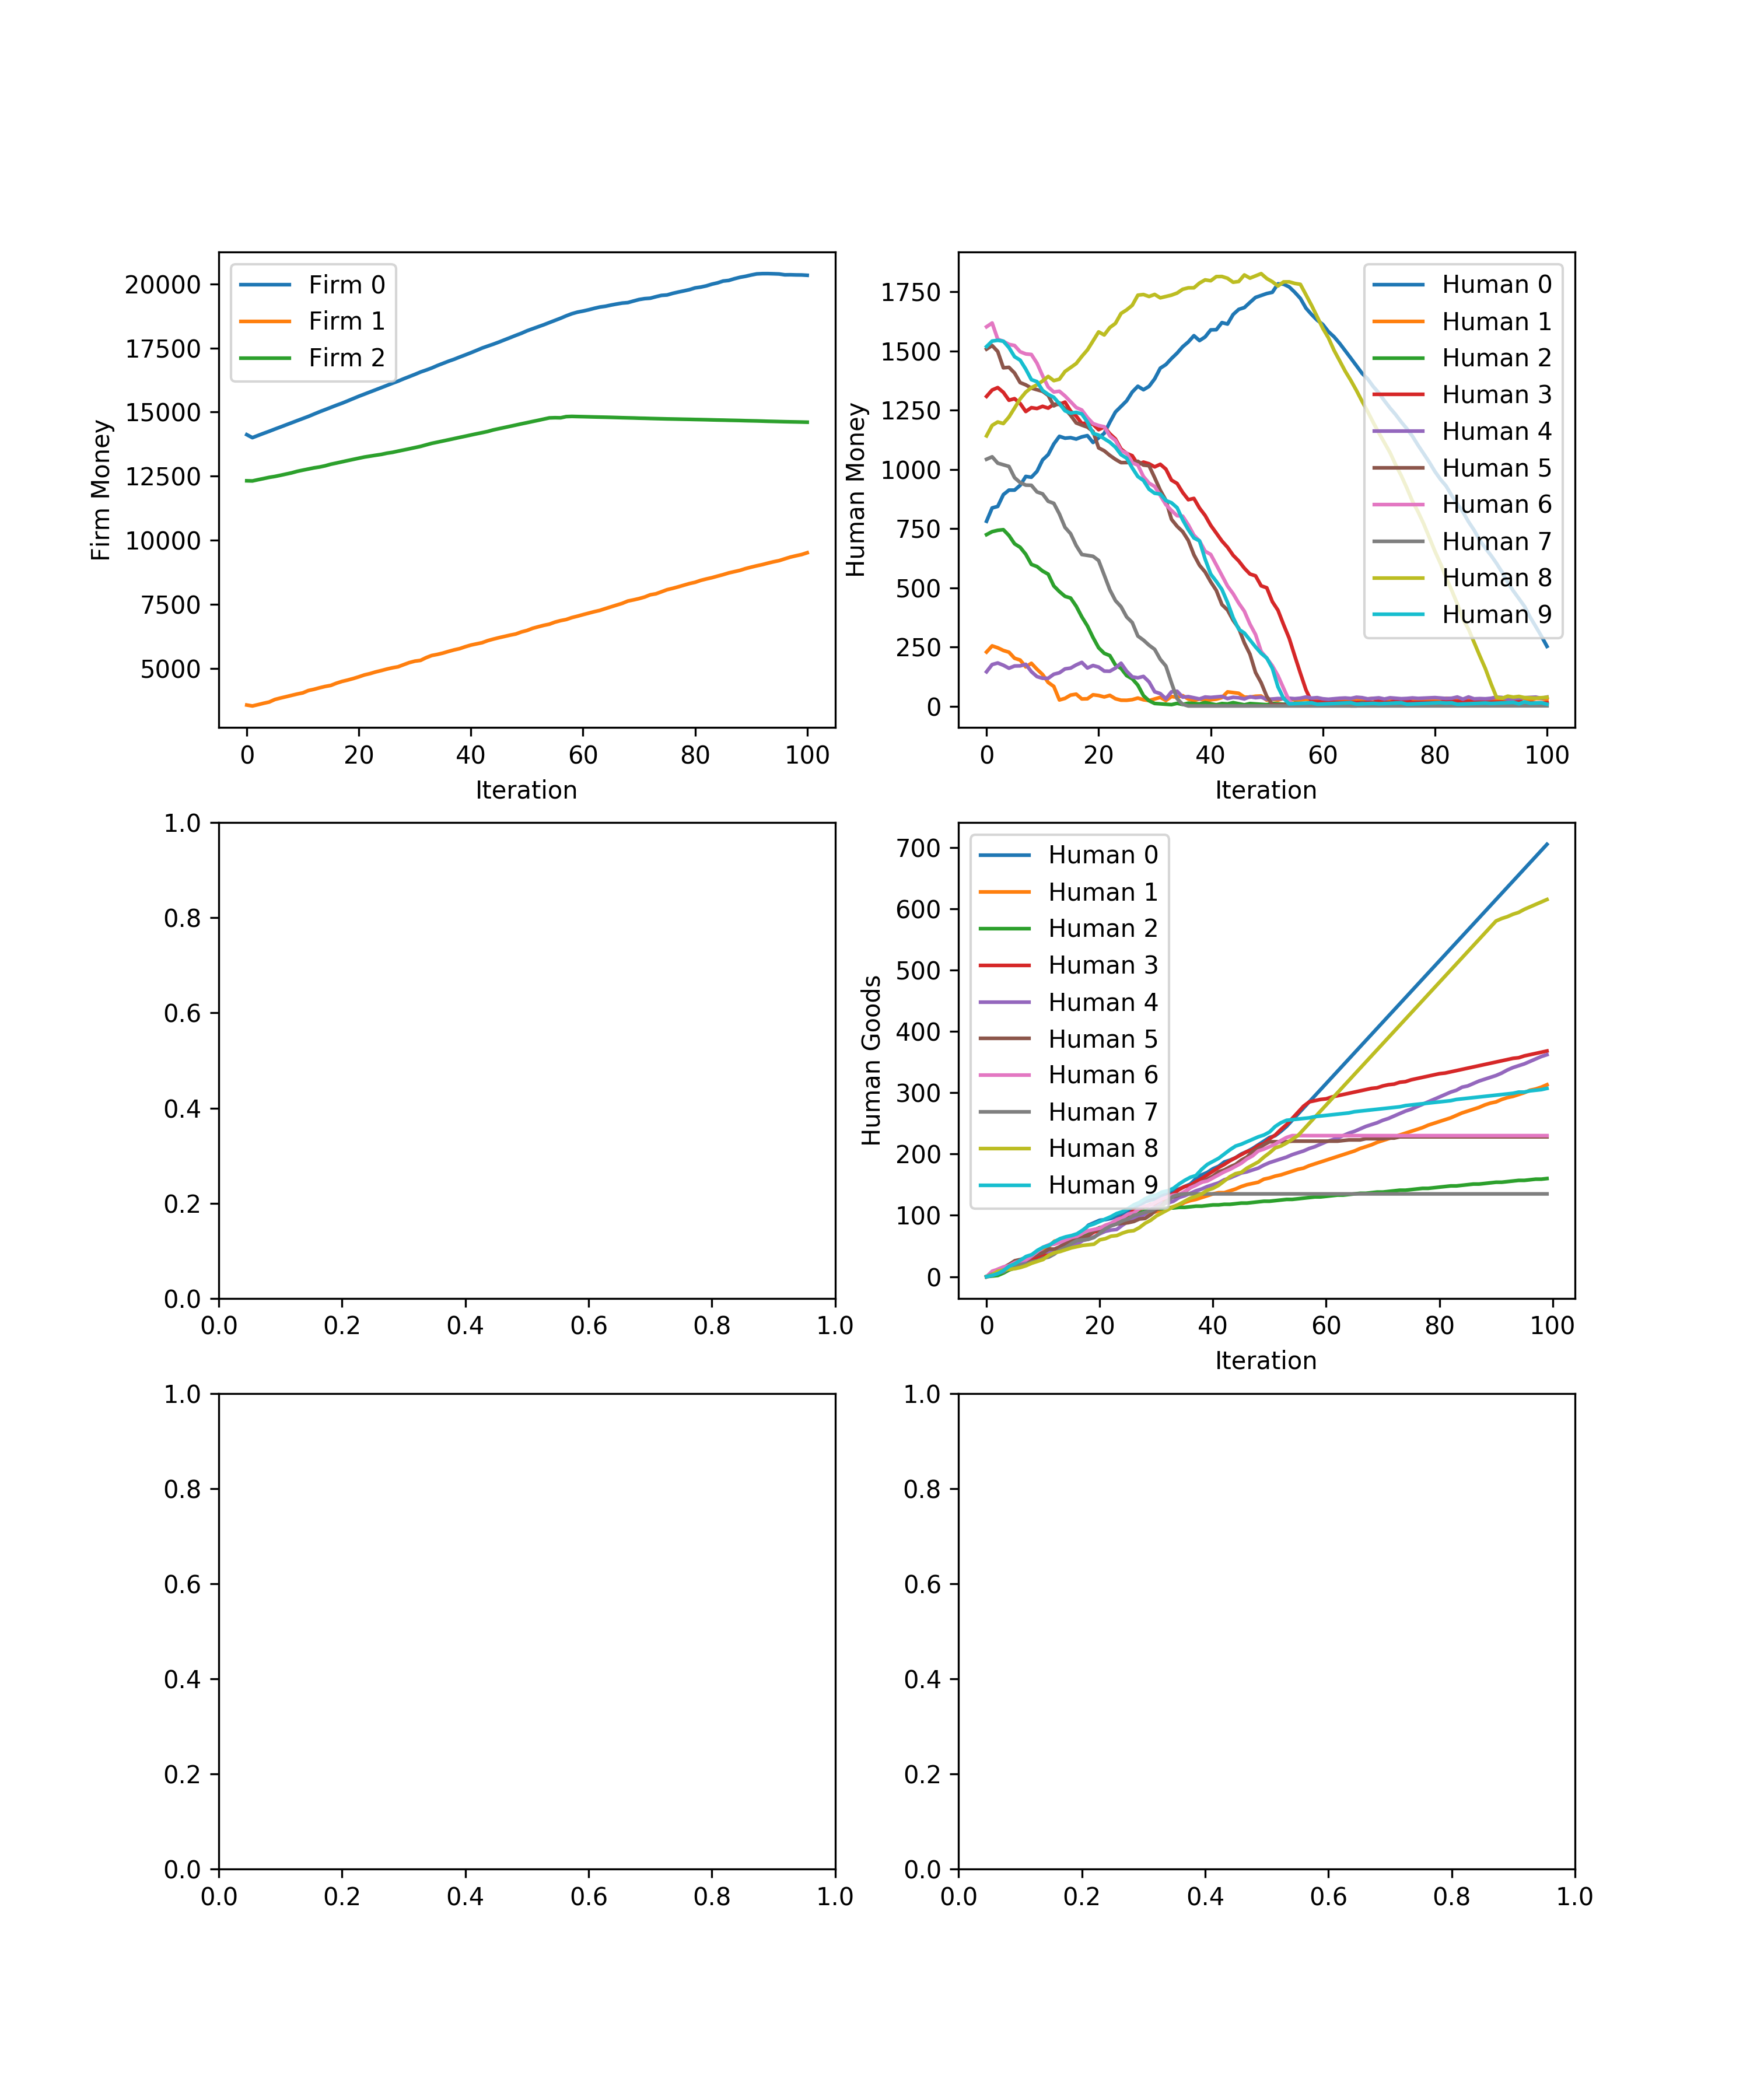 20000
17500
15000
12500
10000
7500
5000
Firm Money
Firm 0
Firm 1
Firm 2
0 20 40 60 80 100
Iteration
1750
1500
1250
1000
750
500
250
0
Human Money
Human 0
Human 1
Human 2
Human 3
Human 4
Human 5
Human 6
Human 7
Human 8
Human 9
0 20 40 60 80 100
Iteration
1.0
0.8
0.6
0.4
0.2
0.0
0.0 0.2 0.4 0.6 0.8 1.0
700
600
500
400
300
200
100
0
Human Goods
Human 0
Human 1
Human 2
Human 3
Human 4
Human 5
Human 6
Human 7
Human 8
Human 9
0 20 40 60 80 100
Iteration
1.0
0.8
0.6
0.4
0.2
0.0
0.0 0.2 0.4 0.6 0.8 1.0
1.0
0.8
0.6
0.4
0.2
0.0
0.0 0.2 0.4 0.6 0.8 1.0